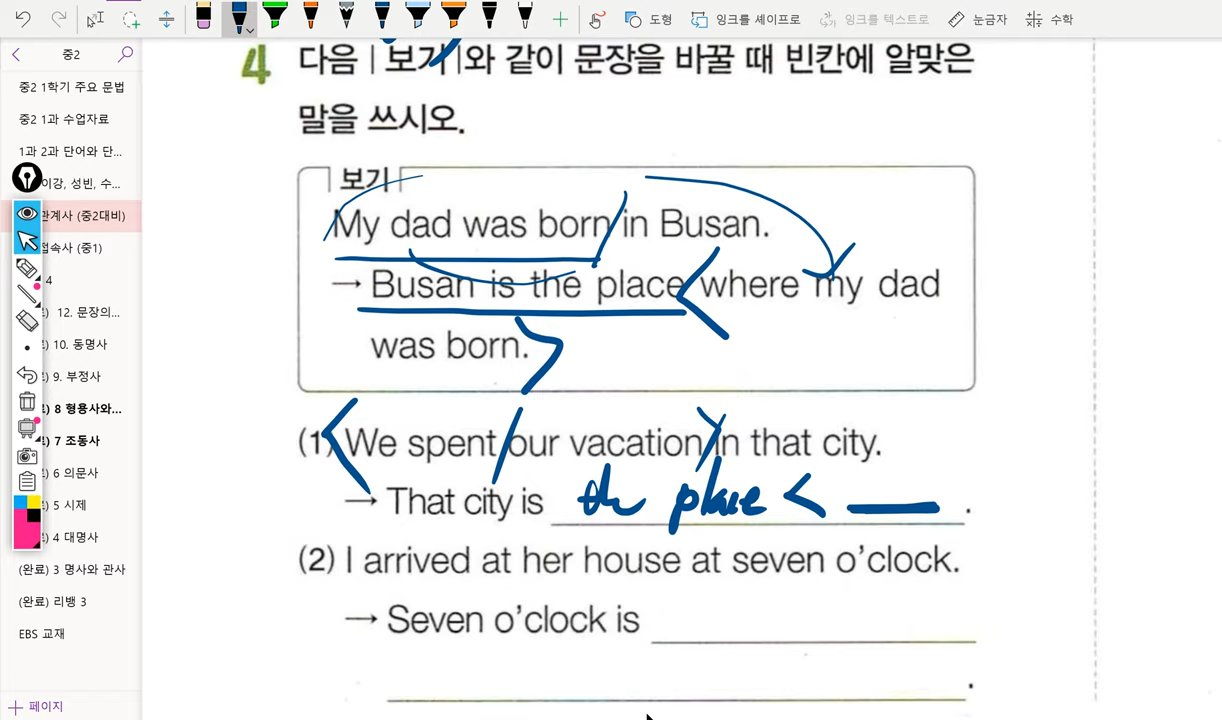 도형
잉크를 셰이프로
잉크를 텍스트로
눈금자
수학
중2
중2 1학기 주요 문법
중2 1과 수업자료
1과 2과 단어와 단...
이강, 성빈, 수...
관계사 (중2대비)
접속사 (중1)
4
) 12. 문장의...
) 10. 동명사
) 9. 부정사
) 8 형용사와...
) 7 조동사
) 6 의문사
) 5 시제
) 4 대명사
(완료) 3 명사와 관사
(완료) 리뱅 3
EBS 교재
페이지
4 다음 | 보기 |와 같이 문장을 바꿀 때 빈칸에 알맞은
말을 쓰시오.
보기
My dad was born in Busan.
→ Busan is the place where my dad
was born.
(1) We spent our vacation in that city.
→ That city is the place < .
(2) I arrived at her house at seven o'clock.
→ Seven o'clock is
.